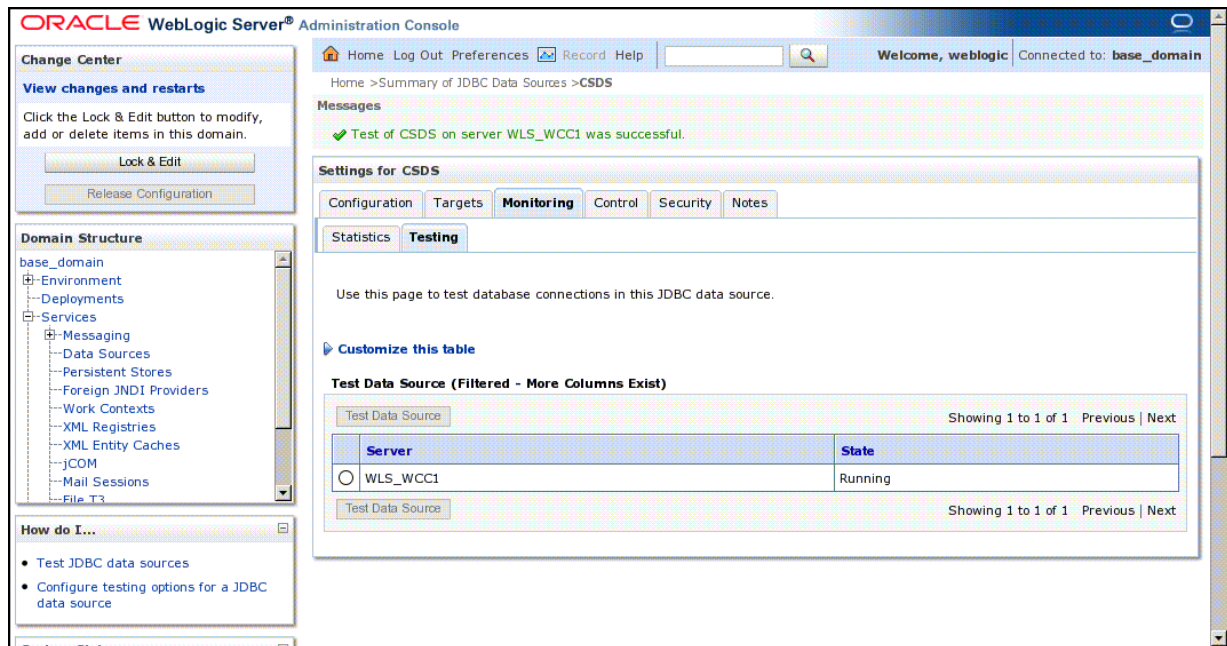 ORACLE WebLogic Server® Administration Console
Change Center
View changes and restarts
Click the Lock & Edit button to modify,
add or delete items in this domain.
Lock & Edit
Release Configuration
Domain Structure
base_domain
Environment
Deployments
Services
Messaging
Data Sources
Persistent Stores
Foreign JNDI Providers
Work Contexts
XML Registries
XML Entity Caches
jCOM
Mail Sessions
File T3
How do I...
Test JDBC data sources
Configure testing options for a JDBC
data source
Home Log Out Preferences Record Help
Welcome, weblogic Connected to: base_domain
Home >Summary of JDBC Data Sources >CSDS
Messages
Test of CSDS on server WLS_WCC1 was successful.
Settings for CSDS
Configuration Targets Monitoring Control Security Notes
Statistics Testing
Use this page to test database connections in this JDBC data source.
Customize this table
Test Data Source (Filtered - More Columns Exist)
Test Data Source Showing 1 to 1 of 1 Previous | Next
Server State
WLS_WCC1 Running
Test Data Source Showing 1 to 1 of 1 Previous | Next